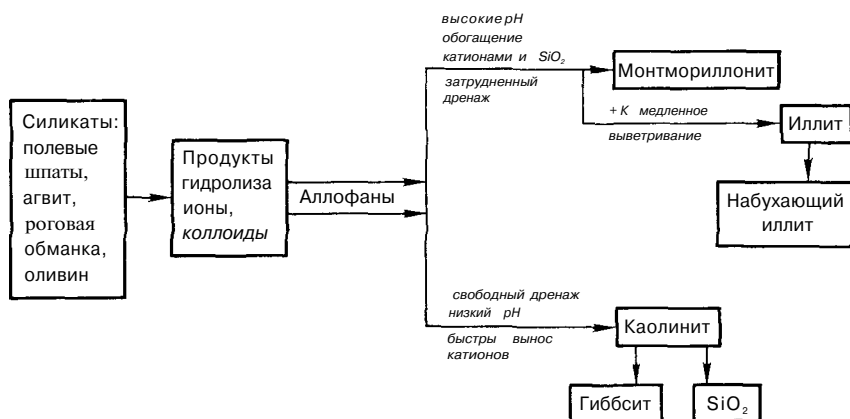 Силикаты:
полевые
шпаты,
агвит,
роговая
обманка,
оливин
Продукты
гидролиза
ионы,
коллоиды
Аллофаны
высокие pH
обогащение
катионами и SiO₂
затрудненный
дренаж
Монтмориллонит
+ К медленное
выветривание
Иллит
Набухающий
иллит
свободный дренаж
низкий pH
быстры вынос
катионов
Каолинит
Гиббсит
SiO₂